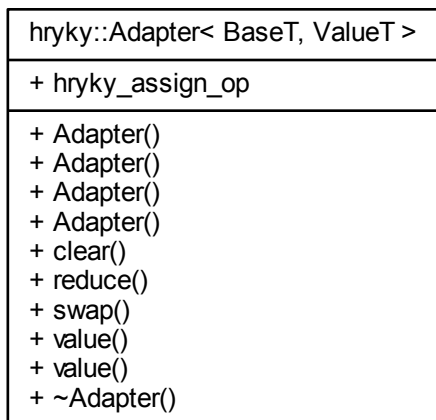 hryky::Adapter< BaseT, ValueT >
+ hryky_assign_op
+ Adapter()
+ Adapter()
+ Adapter()
+ Adapter()
+ clear()
+ reduce()
+ swap()
+ value()
+ value()
+ ~Adapter()